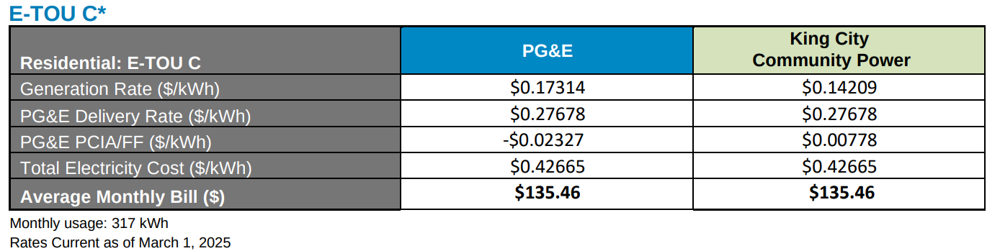 E-TOU C*
Residential: E-TOU C PG&E King City
Community Power
Generation Rate ($/kWh) $0.17314 $0.14209
PG&E Delivery Rate ($/kWh) $0.27678 $0.27678
PG&E PCIA/FF ($/kWh) -$0.02327 $0.00778
Total Electricity Cost ($/kWh) $0.42665 $0.42665
Average Monthly Bill ($) $135.46 $135.46
Monthly usage: 317 kWh
Rates Current as of March 1, 2025